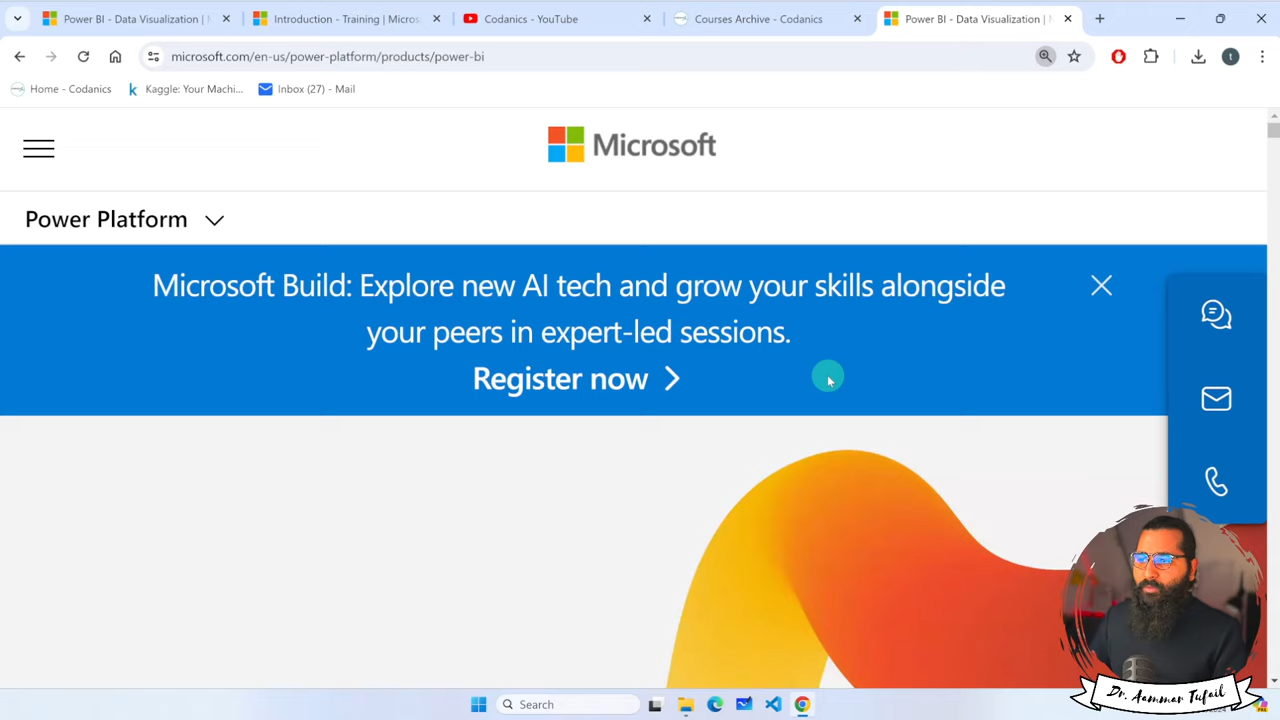 Power BI - Data Visualization |
Introduction - Training | Micros
Codanics - YouTube
Courses Archive - Codanics
Power BI - Data Visualization |
microsoft.com/en-us/power-platform/products/power-bi
t
Home - Codanics
Kaggle: Your Machi...
Inbox (27) - Mail
Microsoft
Power Platform
Microsoft Build: Explore new AI tech and grow your skills alongside
your peers in expert-led sessions.
Register now
Search
Dr. Aammar Tufail